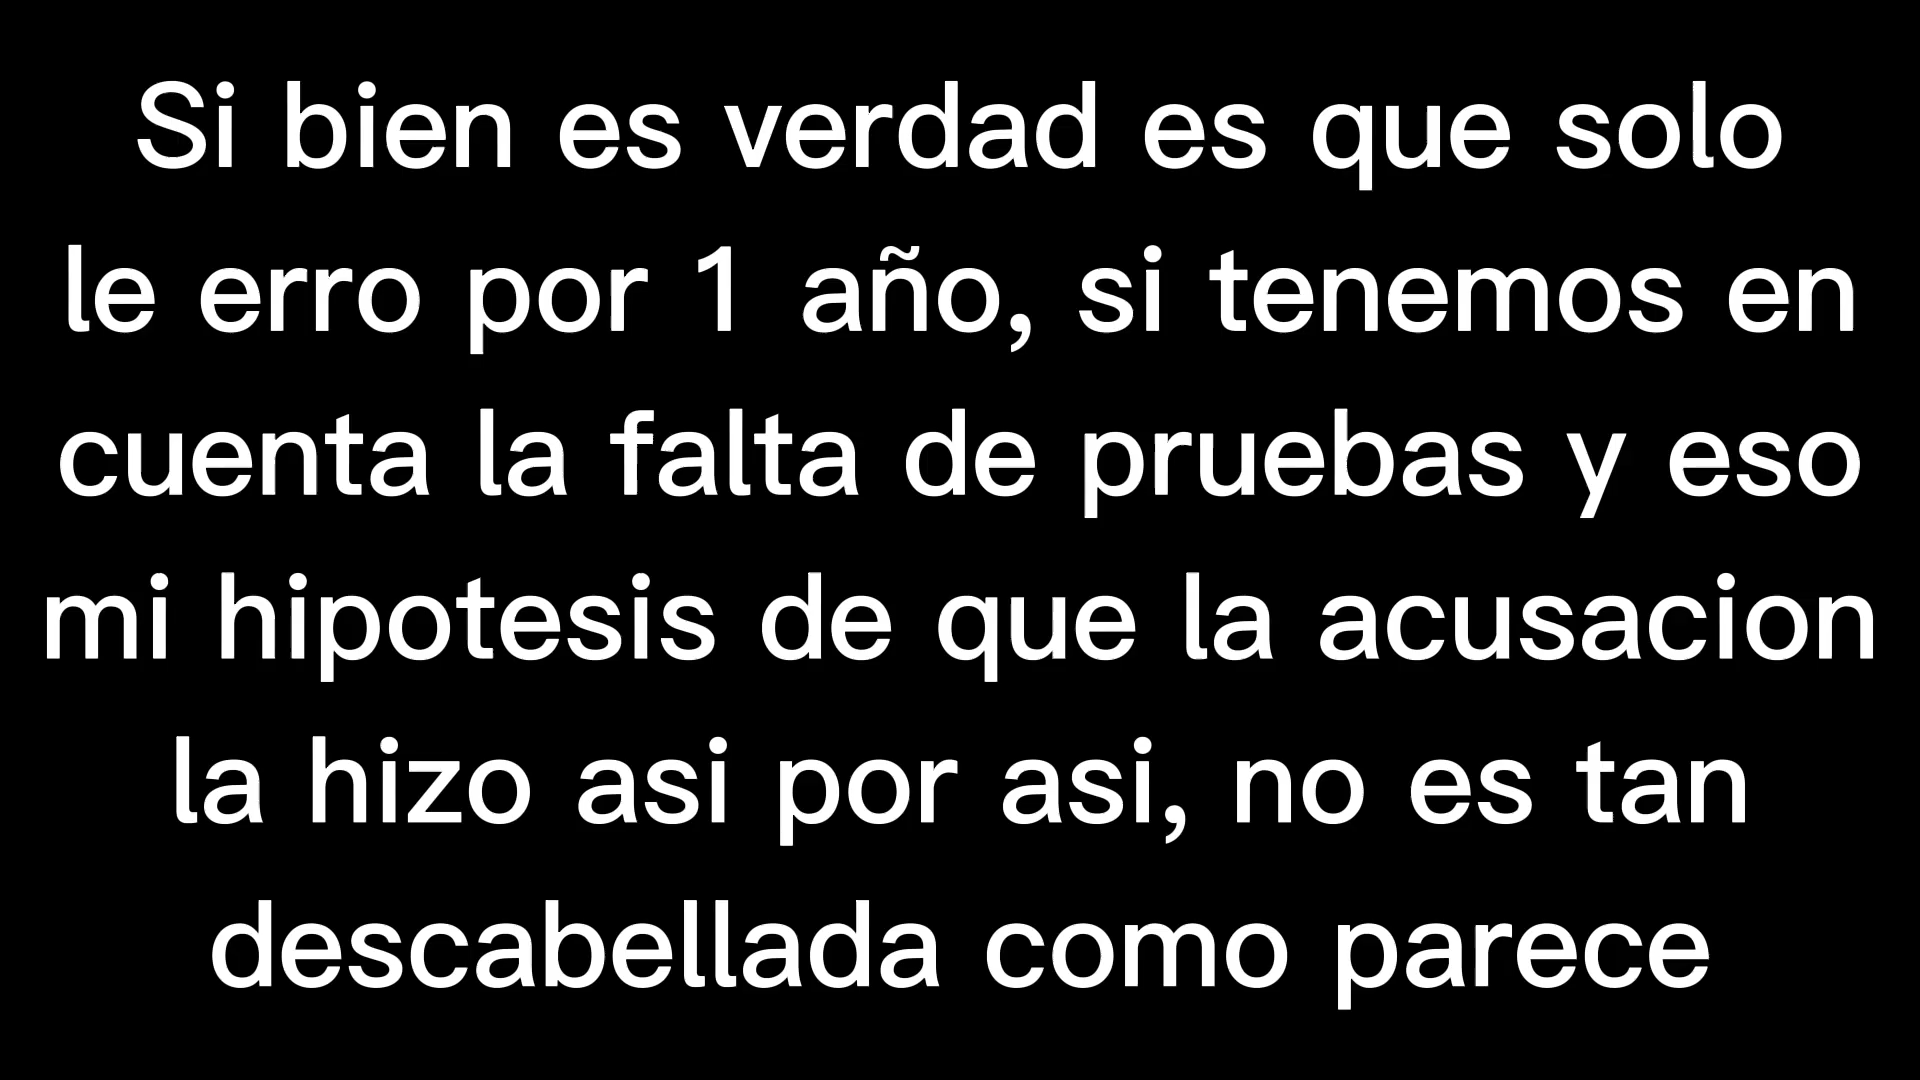 Si bien es verdad es que solo
le erro por 1 año, si tenemos en
cuenta la falta de pruebas y eso
mi hipotesis de que la acusacion
la hizo asi por asi, no es tan
descabellada como parece